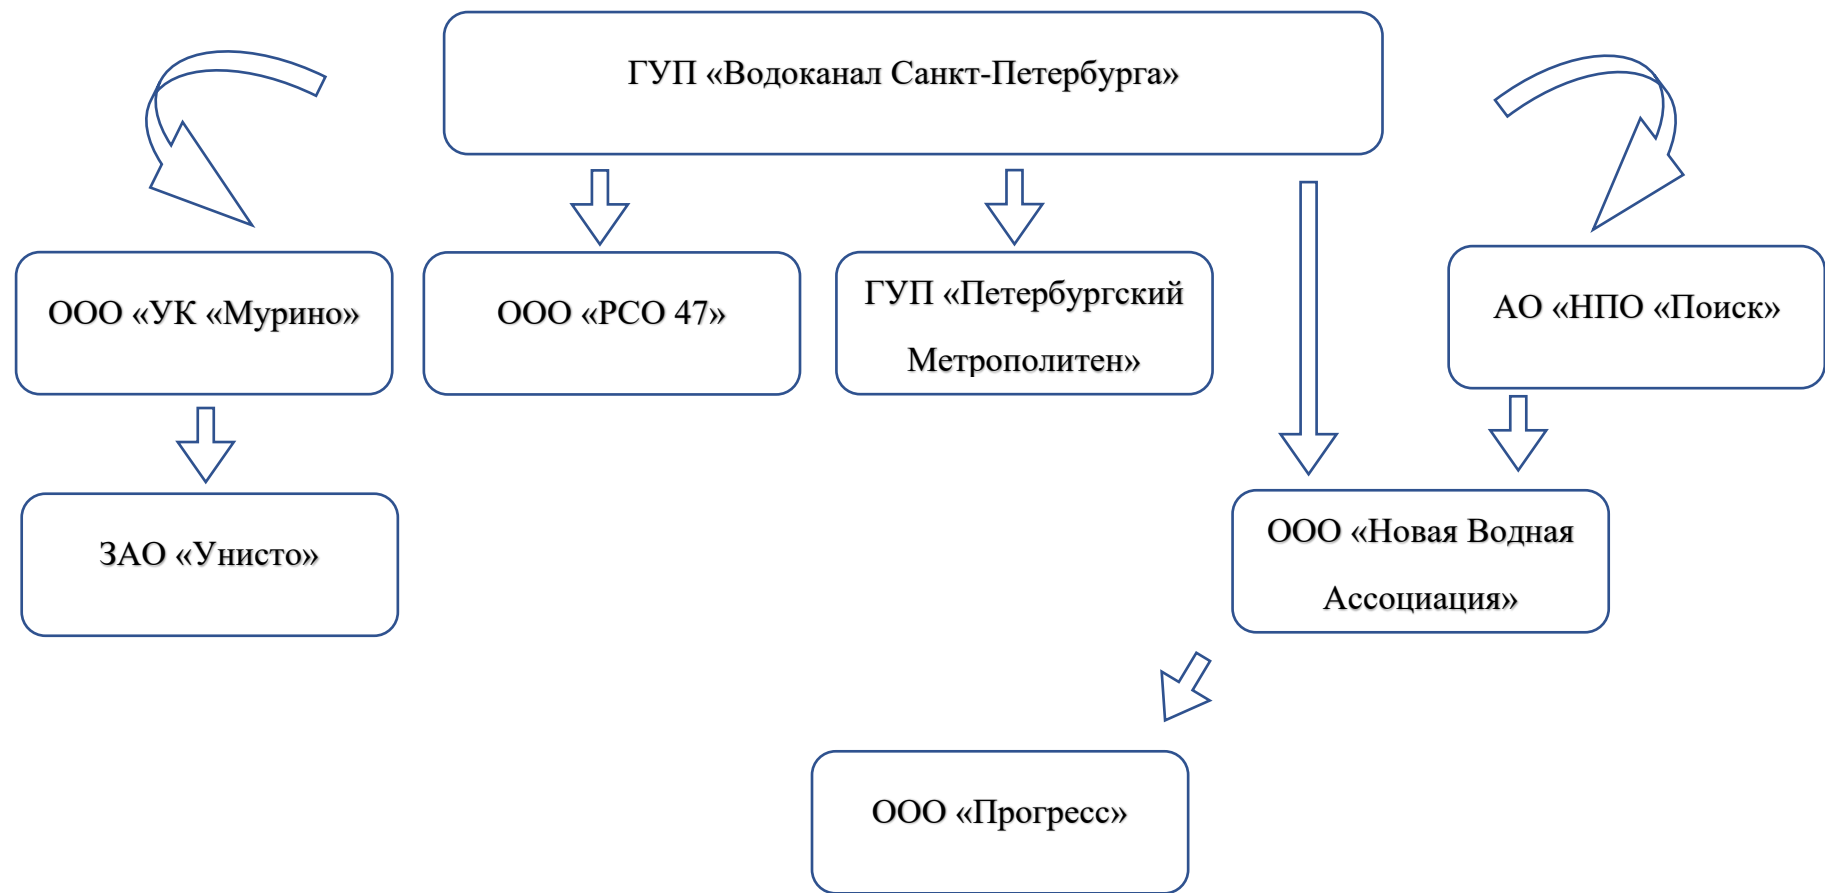 ГУП «Водоканал Санкт-Петербурга»
ООО «УК «Мурино»
ООО «РСО 47»
ГУП «Петербургский
Метрополитен»
АО «НПО «Поиск»
ЗАО «Унисто»
ООО «Новая Водная
Ассоциация»
ООО «Прогресс»